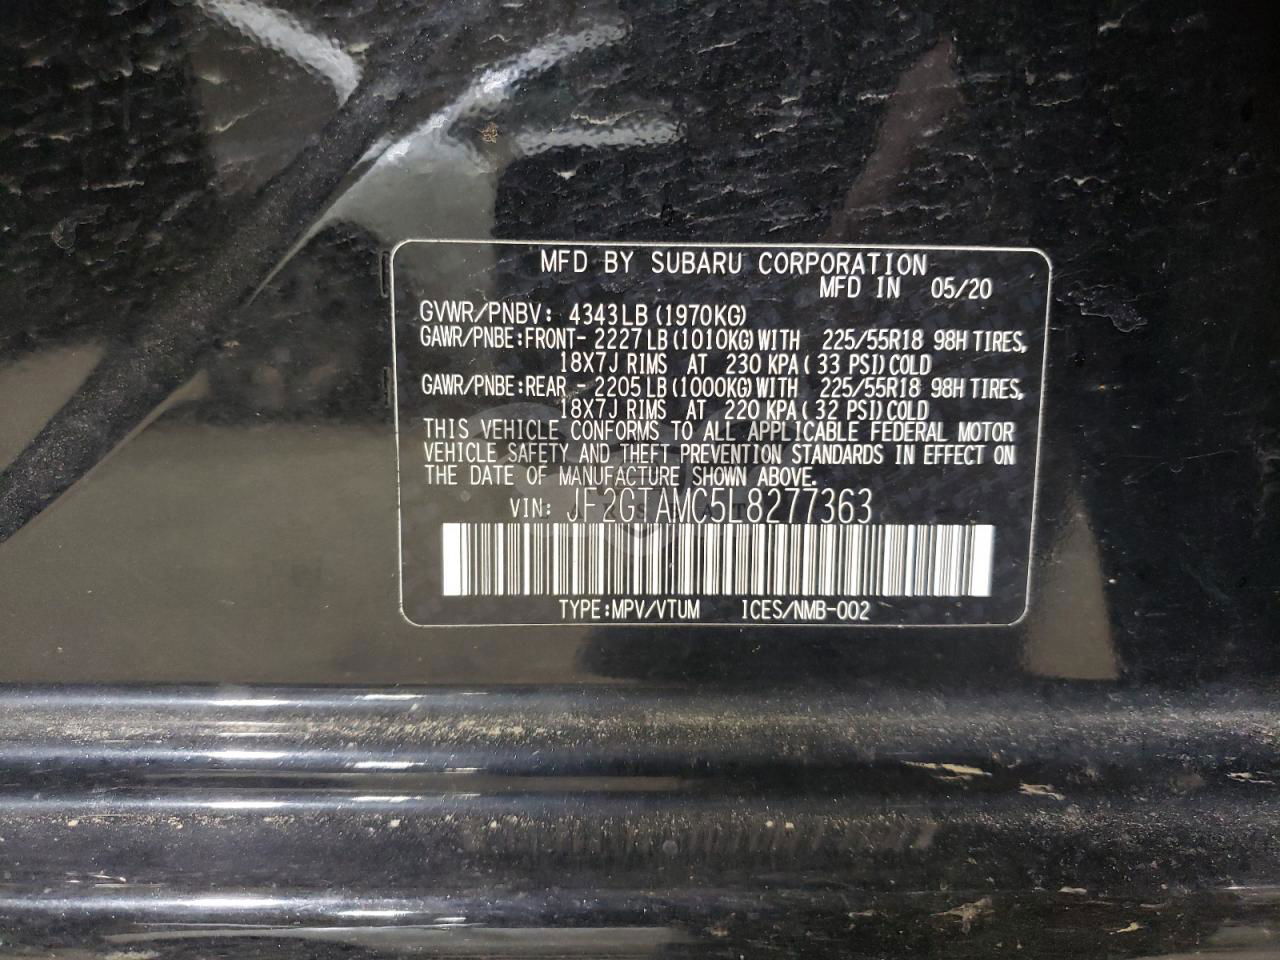 MFD BY SUBARU CORPORATION
MFD IN 05/20
GVWR/PNBV: 4343LB (1970KG)
GAWR/PNBE:FRONT- 2227 LB (1010KG) WITH 225/55R18 98H TIRES,
18X7J RIMS AT 230 KPA ( 33 PSI) COLD
GAWR/PNBE:REAR - 2205 LB (1000KG) WITH 225/55R18 98H TIRES,
18X7J RIMS AT 220 KPA ( 32 PSI) COLD
THIS VEHICLE CONFORMS TO ALL APPLICABLE FEDERAL MOTOR
VEHICLE SAFETY AND THEFT PREVENTION STANDARDS IN EFFECT ON
THE DATE OF MANUFACTURE SHOWN ABOVE.
VIN: JF2GTAMC5L8277363
TYPE:MPV/VTUM ICES/NMB-002